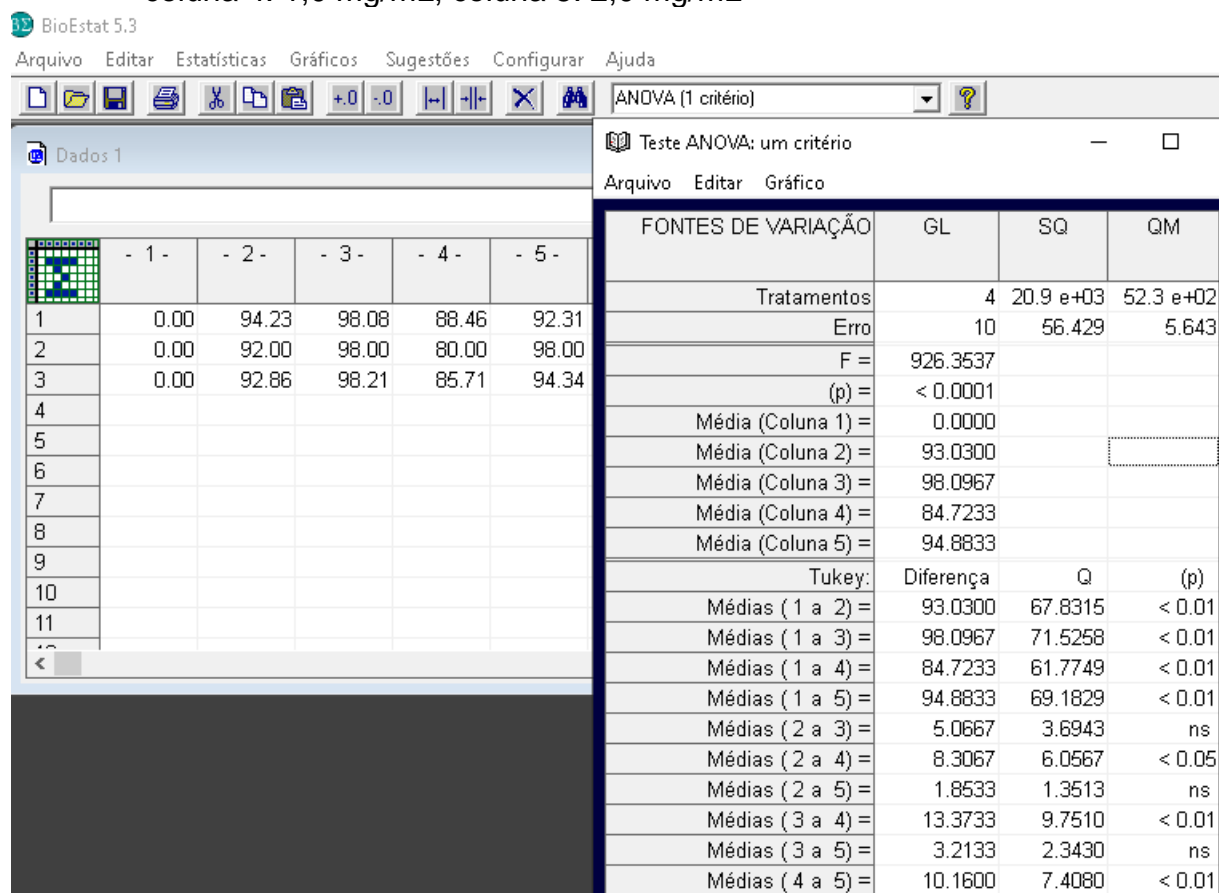 BioEstat 5.3
Arquivo Editar Estatísticas Gráficos Sugestões Configurar Ajuda
+.0 -.0 ANOVA (1 critério)
Dados 1
- 1 - - 2 - - 3 - - 4 - - 5 -
1 0.00 94.23 98.08 88.46 92.31
2 0.00 92.00 98.00 80.00 98.00
3 0.00 92.86 98.21 85.71 94.34
4
5
6
7
8
9
10
11
Teste ANOVA: um critério
Arquivo Editar Gráfico
FONTES DE VARIAÇÃO GL SQ QM
Tratamentos 4 20.9 e+03 52.3 e+02
Erro 10 56.429 5.643
F = 926.3537
(p) = < 0.0001
Média (Coluna 1) = 0.0000
Média (Coluna 2) = 93.0300
Média (Coluna 3) = 98.0967
Média (Coluna 4) = 84.7233
Média (Coluna 5) = 94.8833
Tukey: Diferença Q (p)
Médias ( 1 a 2) = 93.0300 67.8315 < 0.01
Médias ( 1 a 3) = 98.0967 71.5258 < 0.01
Médias ( 1 a 4) = 84.7233 61.7749 < 0.01
Médias ( 1 a 5) = 94.8833 69.1829 < 0.01
Médias ( 2 a 3) = 5.0667 3.6943 ns
Médias ( 2 a 4) = 8.3067 6.0567 < 0.05
Médias ( 2 a 5) = 1.8533 1.3513 ns
Médias ( 3 a 4) = 13.3733 9.7510 < 0.01
Médias ( 3 a 5) = 3.2133 2.3430 ns
Médias ( 4 a 5) = 10.1600 7.4080 < 0.01